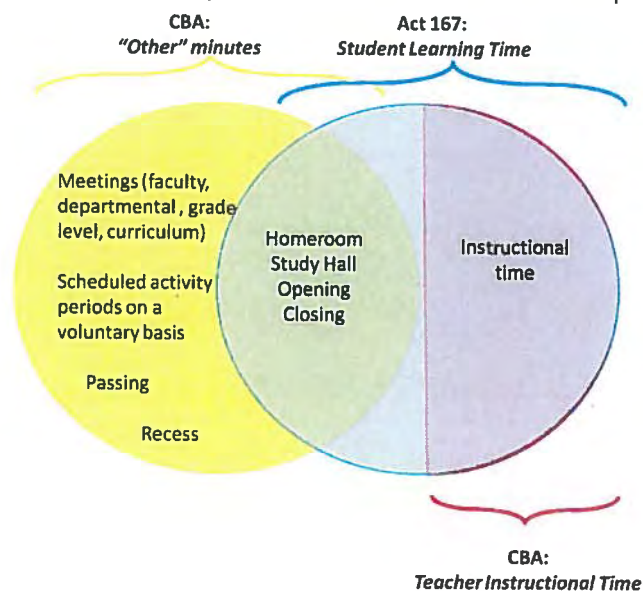 CBA:
"Other" minutes
Act 167:
Student Learning Time
Meetings (faculty,
departmental, grade
level, curriculum)
Scheduled activity
periods on a
voluntary basis
Passing
Recess
Homeroom
Study Hall
Opening
Closing
Instructional
time
CBA:
Teacher Instructional Time